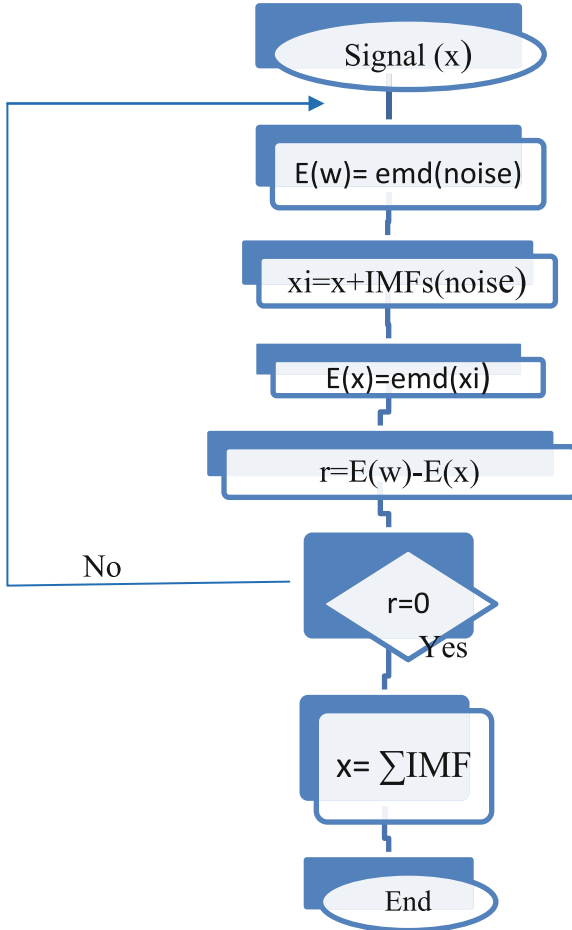 Signal (x)
E(w)= emd(noise)
xi=x+IMFs(noise)
E(x)=emd(xi)
r=E(w)-E(x)
No
r=0
Yes
x= ∑IMF
End